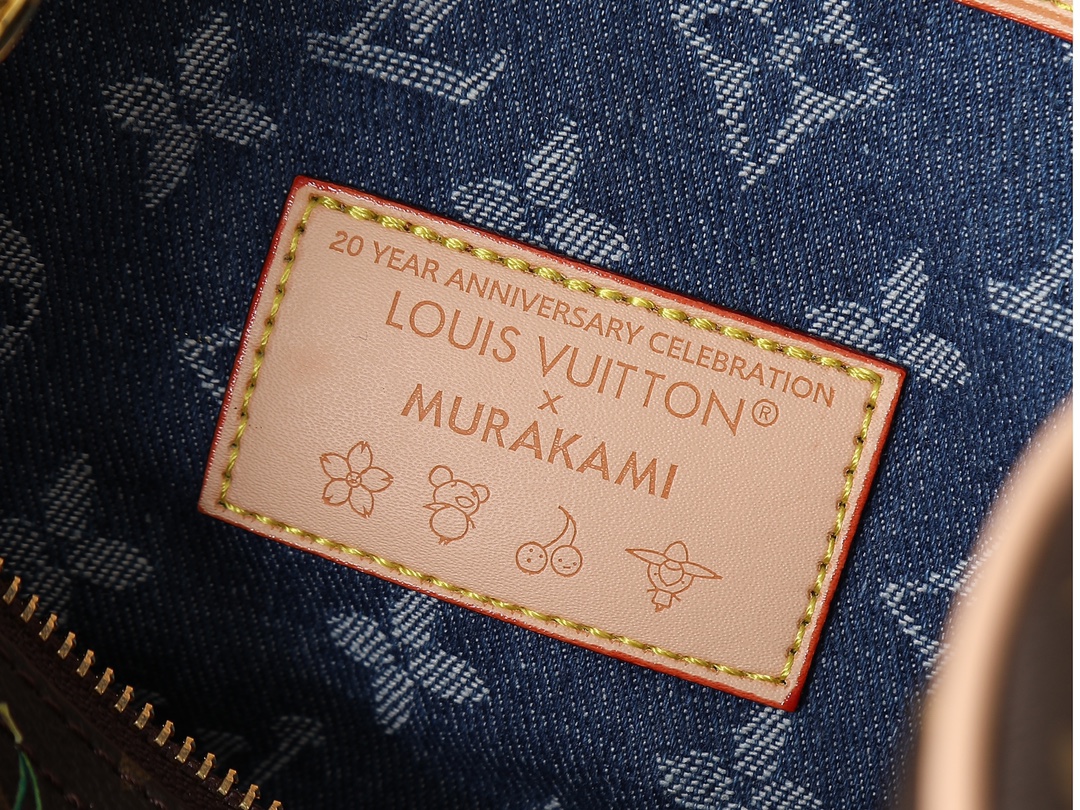 20 YEAR ANNIVERSARY CELEBRATION
LOUIS VUITTON®
×
MURAKAMI